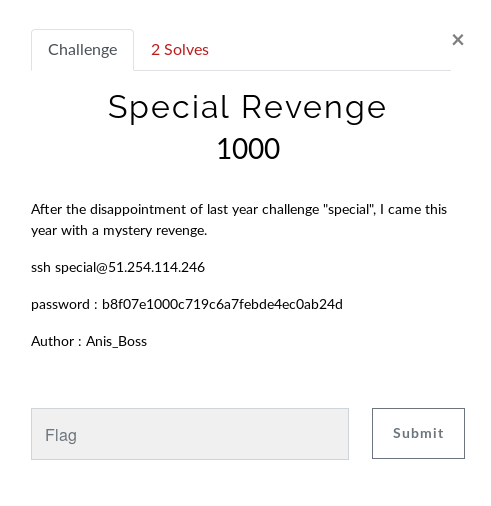 ×
Challenge
2 Solves
Special Revenge
1000
After the disappointment of last year challenge "special", I came this
year with a mystery revenge.
ssh special@51.254.114.246
password : b8f07e1000c719c6a7febde4ec0ab24d
Author : Anis_Boss
Flag
Submit